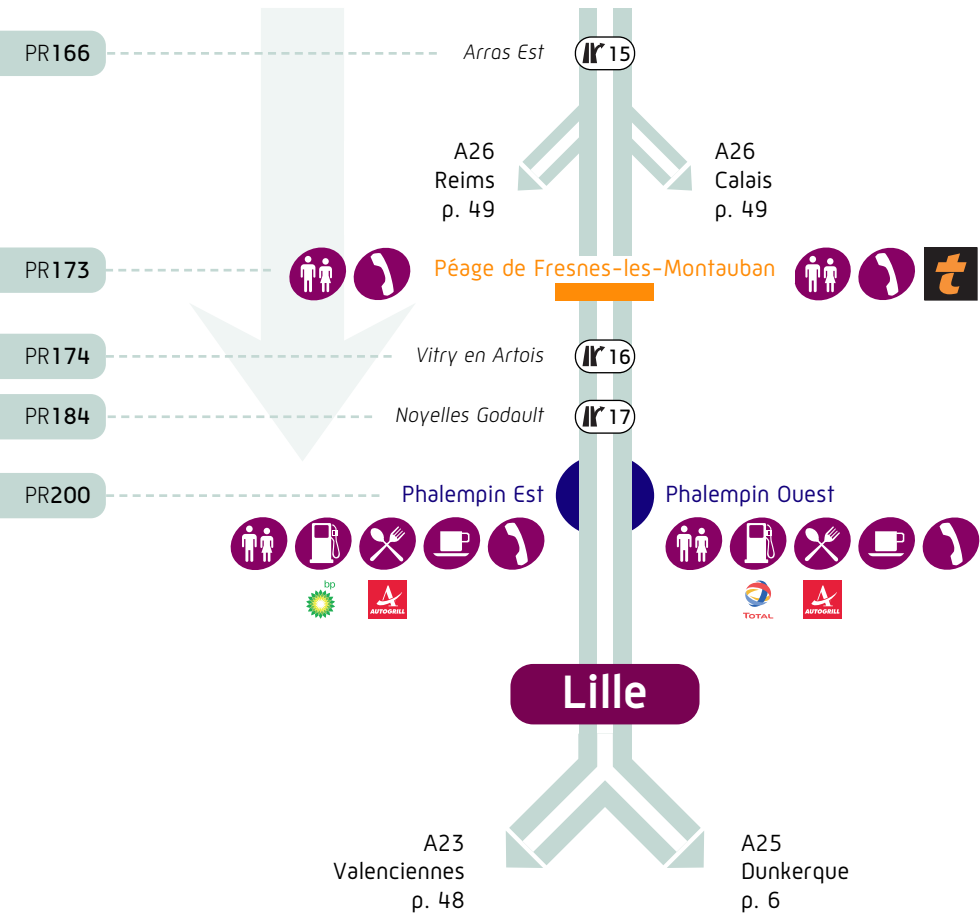 PR166
Arras Est
15
A26
Reims
p. 49
A26
Calais
p. 49
PR173
Péage de Fresnes-les-Montauban
t
PR174
Vitry en Artois
16
PR184
Noyelles Godault
17
PR200
Phalempin Est
Phalempin Ouest
bp
AUTOGRILL
TOTAL
AUTOGRILL
Lille
A23
Valenciennes
p. 48
A25
Dunkerque
p. 6